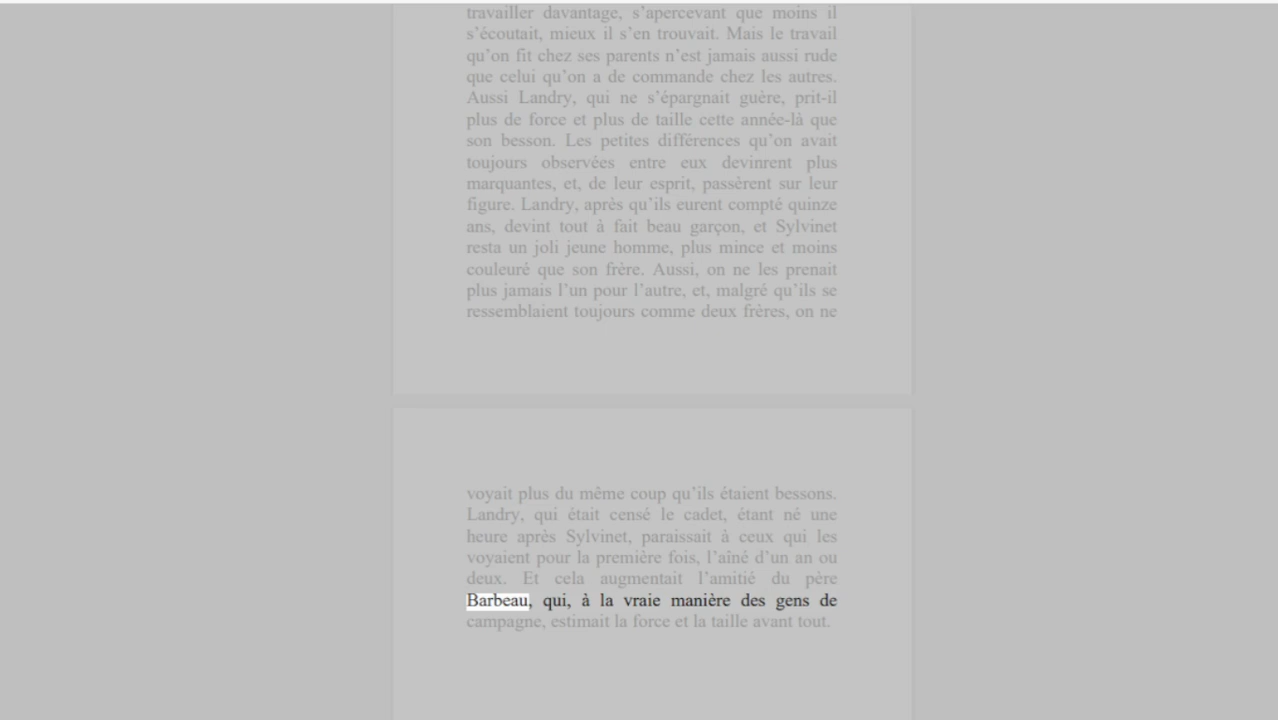 travailler davantage, s’apercevant que moins il
s’écoutait, mieux il s’en trouvait. Mais le travail
qu’on fit chez ses parents n’est jamais aussi rude
que celui qu’on a de commande chez les autres.
Aussi Landry, qui ne s’épargnait guère, prit-il
plus de force et plus de taille cette année-là que
son besson. Les petites différences qu’on avait
toujours observées entre eux devinrent plus
marquantes, et, de leur esprit, passèrent sur leur
figure. Landry, après qu’ils eurent compté quinze
ans, devint tout à fait beau garçon, et Sylvinet
resta un joli jeune homme, plus mince et moins
couleuré que son frère. Aussi, on ne les prenait
plus jamais l’un pour l’autre, et, malgré qu’ils se
ressemblaient toujours comme deux frères, on ne
voyait plus du même coup qu’ils étaient bessons.
Landry, qui était censé le cadet, étant né une
heure après Sylvinet, paraissait à ceux qui les
voyaient pour la première fois, l’aîné d’un an ou
deux. Et cela augmentait l’amitié du père
Barbeau, qui, à la vraie manière des gens de
campagne, estimait la force et la taille avant tout.